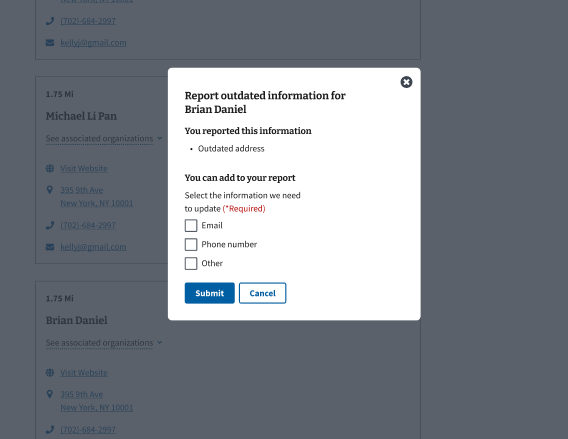 (702)-684-2997
kellyj@gmail.com
1.75 Mi
Michael Li Pan
See associated organizations
Visit Website
395 9th Ave
New York, NY 10001
(702)-684-2997
kellyj@gmail.com
1.75 Mi
Brian Daniel
See associated organizations
Visit Website
395 9th Ave
New York, NY 10001
(702)-684-2997
Report outdated information for
Brian Daniel
You reported this information
• Outdated address
You can add to your report
Select the information we need
to update (*Required)
Email
Phone number
Other
Submit
Cancel